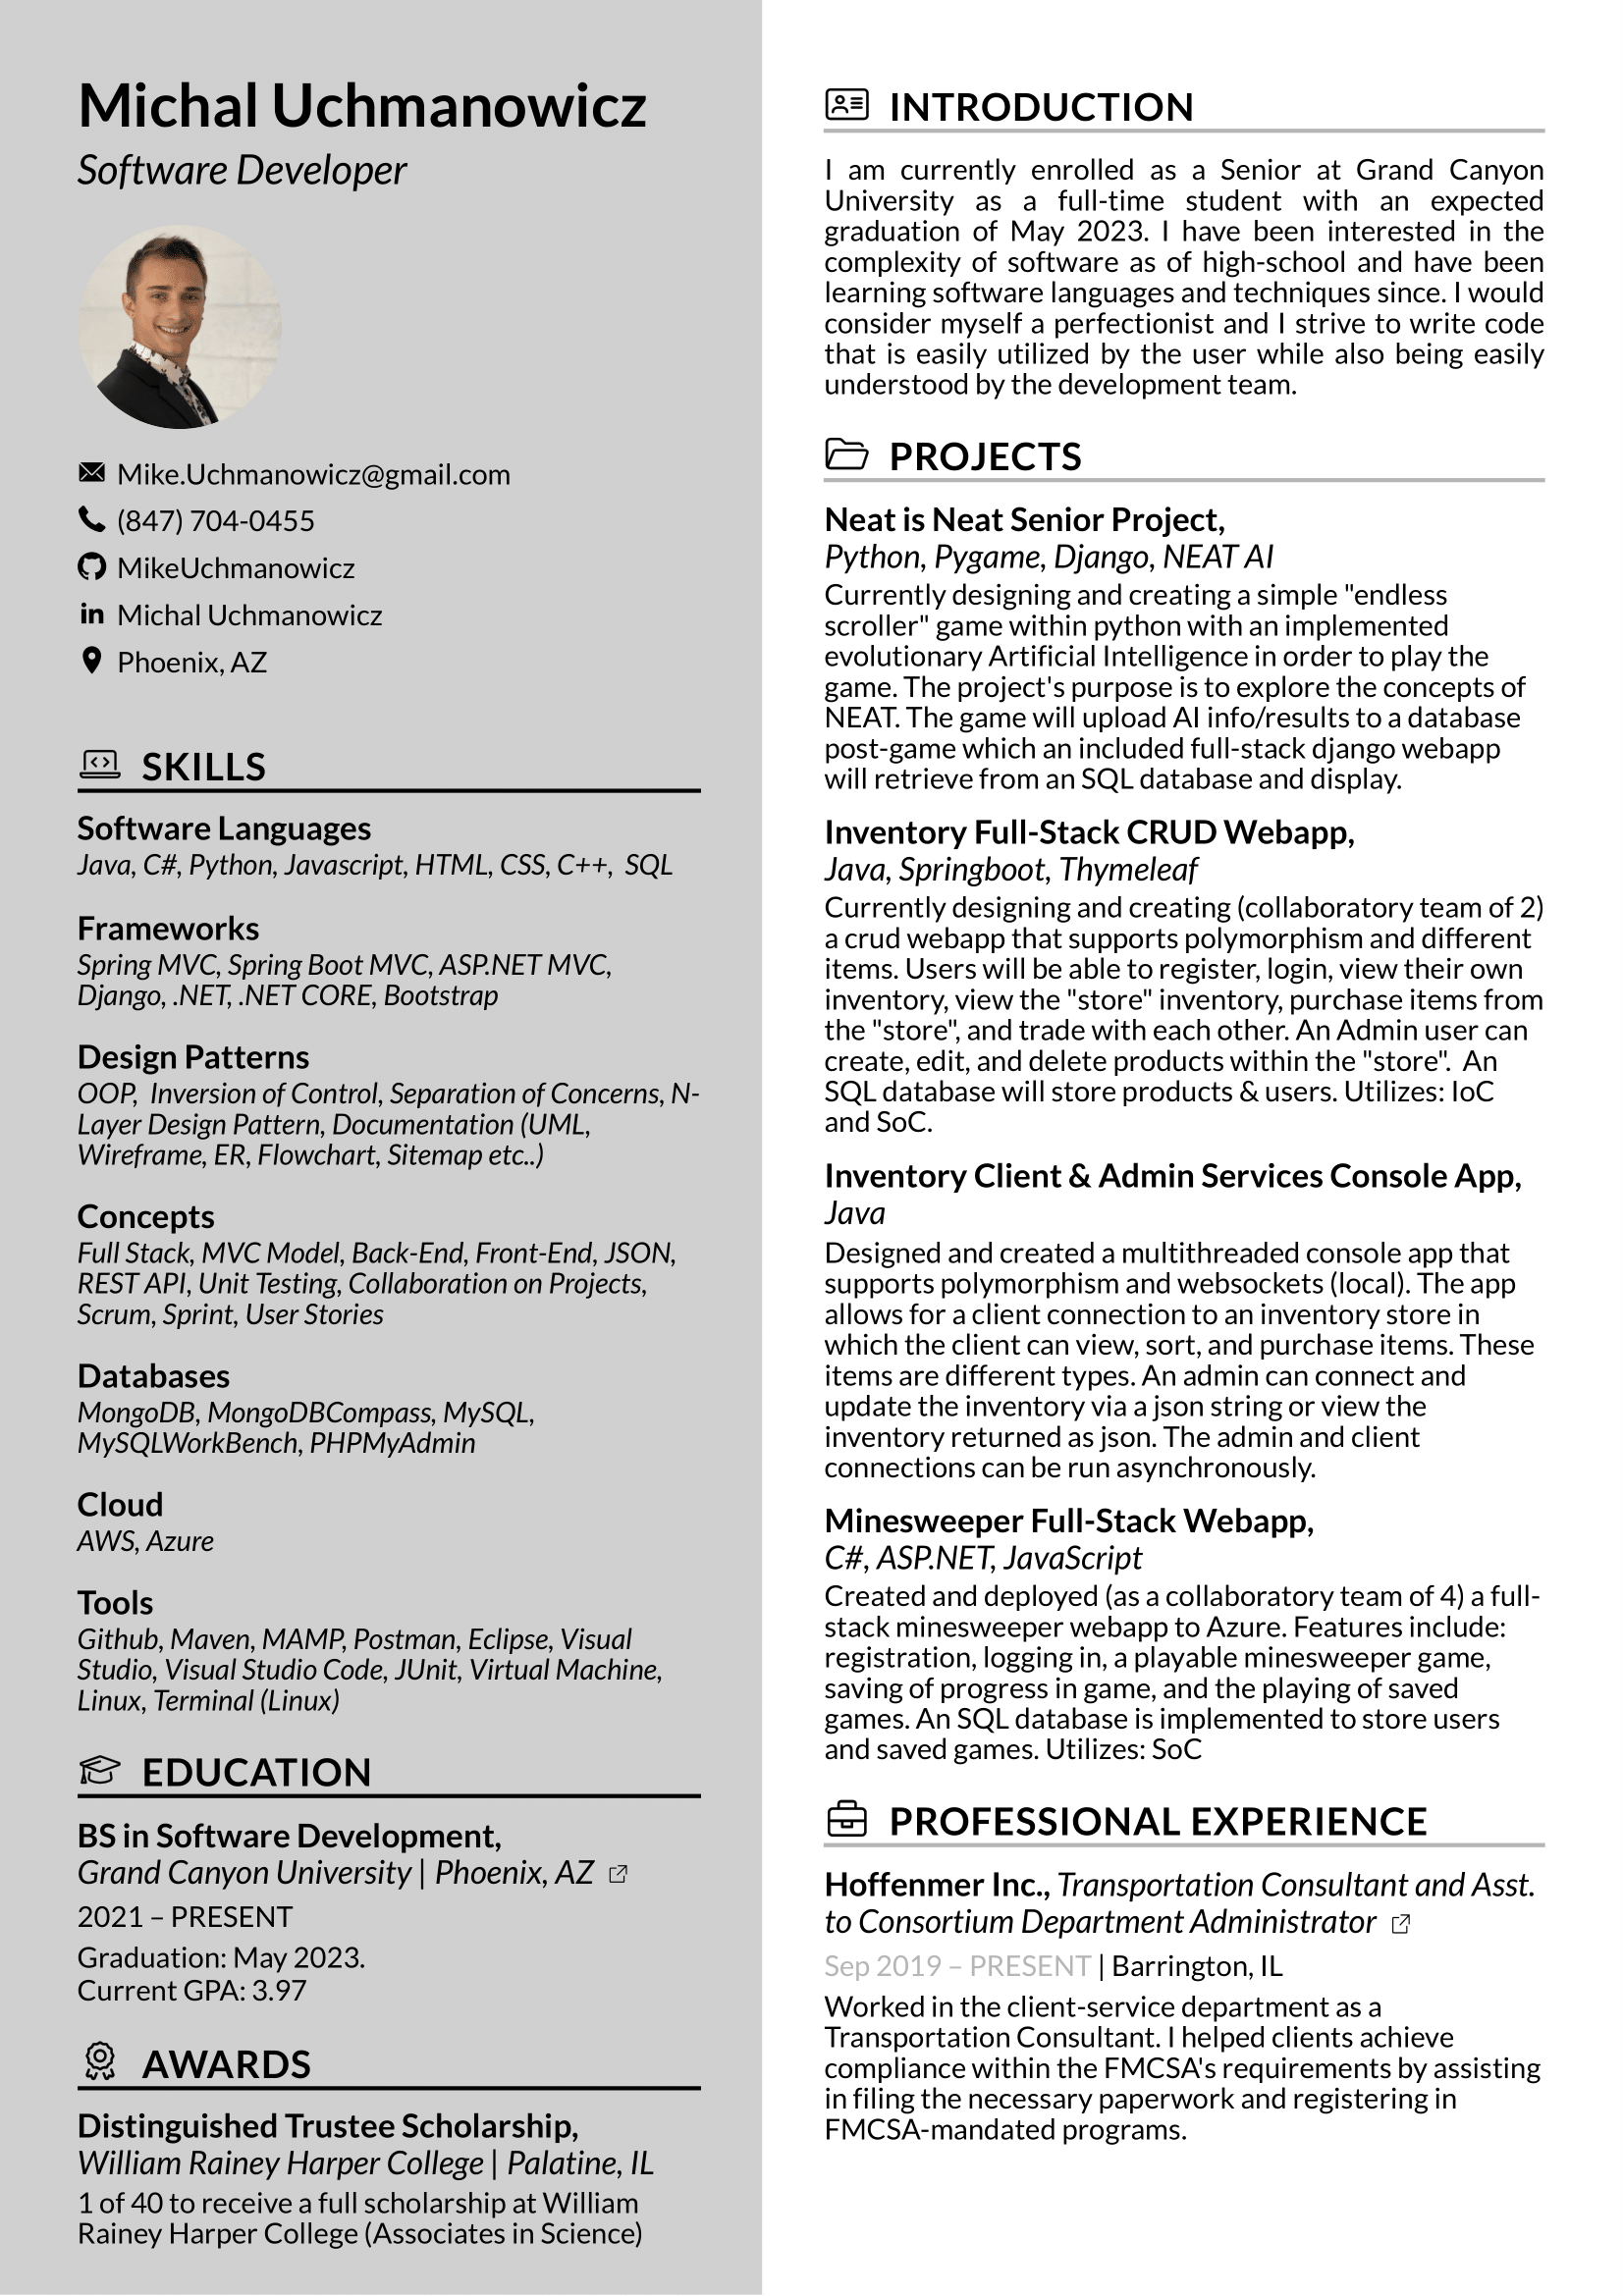 Michal Uchmanowicz
Software Developer
Mike.Uchmanowicz@gmail.com
(847) 704-0455
MikeUchmanowicz
Michal Uchmanowicz
Phoenix, AZ
SKILLS
Software Languages
Java, C#, Python, Javascript, HTML, CSS, C++,  SQL
Frameworks
Spring MVC, Spring Boot MVC, ASP.NET MVC,
Django, .NET, .NET CORE, Bootstrap
Design Patterns
OOP,  Inversion of Control, Separation of Concerns, N-
Layer Design Pattern, Documentation (UML,
Wireframe, ER, Flowchart, Sitemap etc..)
Concepts
Full Stack, MVC Model, Back-End, Front-End, JSON,
REST API, Unit Testing, Collaboration on Projects,
Scrum, Sprint, User Stories
Databases
MongoDB, MongoDBCompass, MySQL,
MySQLWorkBench, PHPMyAdmin
Cloud
AWS, Azure
Tools
Github, Maven, MAMP, Postman, Eclipse, Visual
Studio, Visual Studio Code, JUnit, Virtual Machine,
Linux, Terminal (Linux)
EDUCATION
BS in Software Development,
Grand Canyon University | Phoenix, AZ
2021 – PRESENT
Graduation: May 2023.
Current GPA: 3.97
AWARDS
Distinguished Trustee Scholarship,
William Rainey Harper College | Palatine, IL
1 of 40 to receive a full scholarship at William
Rainey Harper College (Associates in Science)
INTRODUCTION
I am currently enrolled as a Senior at Grand Canyon
University as a full-time student with an expected
graduation of May 2023. I have been interested in the
complexity of software as of high-school and have been
learning software languages and techniques since. I would
consider myself a perfectionist and I strive to write code
that is easily utilized by the user while also being easily
understood by the development team.
PROJECTS
Neat is Neat Senior Project,
Python, Pygame, Django, NEAT AI
Currently designing and creating a simple "endless
scroller" game within python with an implemented
evolutionary Artificial Intelligence in order to play the
game. The project's purpose is to explore the concepts of
NEAT. The game will upload AI info/results to a database
post-game which an included full-stack django webapp
will retrieve from an SQL database and display.
Inventory Full-Stack CRUD Webapp,
Java, Springboot, Thymeleaf
Currently designing and creating (collaboratory team of 2)
a crud webapp that supports polymorphism and different
items. Users will be able to register, login, view their own
inventory, view the "store" inventory, purchase items from
the "store", and trade with each other. An Admin user can
create, edit, and delete products within the "store".  An
SQL database will store products & users. Utilizes: IoC
and SoC.
Inventory Client & Admin Services Console App,
Java
Designed and created a multithreaded console app that
supports polymorphism and websockets (local). The app
allows for a client connection to an inventory store in
which the client can view, sort, and purchase items. These
items are different types. An admin can connect and
update the inventory via a json string or view the
inventory returned as json. The admin and client
connections can be run asynchronously.
Minesweeper Full-Stack Webapp,
C#, ASP.NET, JavaScript
Created and deployed (as a collaboratory team of 4) a full-
stack minesweeper webapp to Azure. Features include:
registration, logging in, a playable minesweeper game,
saving of progress in game, and the playing of saved
games. An SQL database is implemented to store users
and saved games. Utilizes: SoC
PROFESSIONAL EXPERIENCE
Hoffenmer Inc., Transportation Consultant and Asst.
to Consortium Department Administrator
Sep 2019 – PRESENT | Barrington, IL
Worked in the client-service department as a
Transportation Consultant. I helped clients achieve
compliance within the FMCSA's requirements by assisting
in filing the necessary paperwork and registering in
FMCSA-mandated programs.